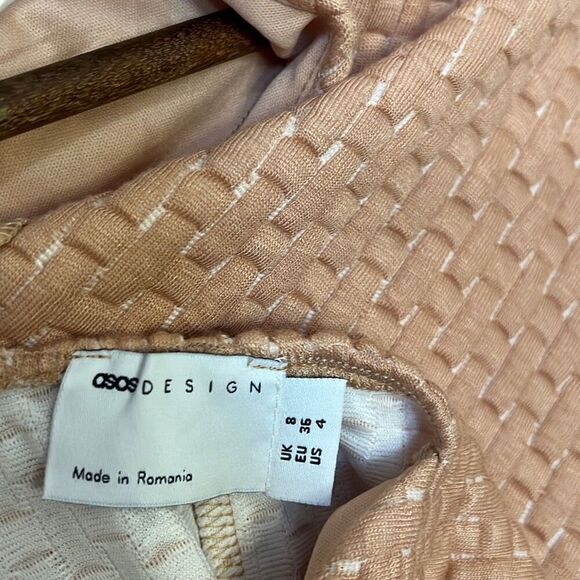 asos DESIGN
Made in Romania
UK 8
EU 36
US 4